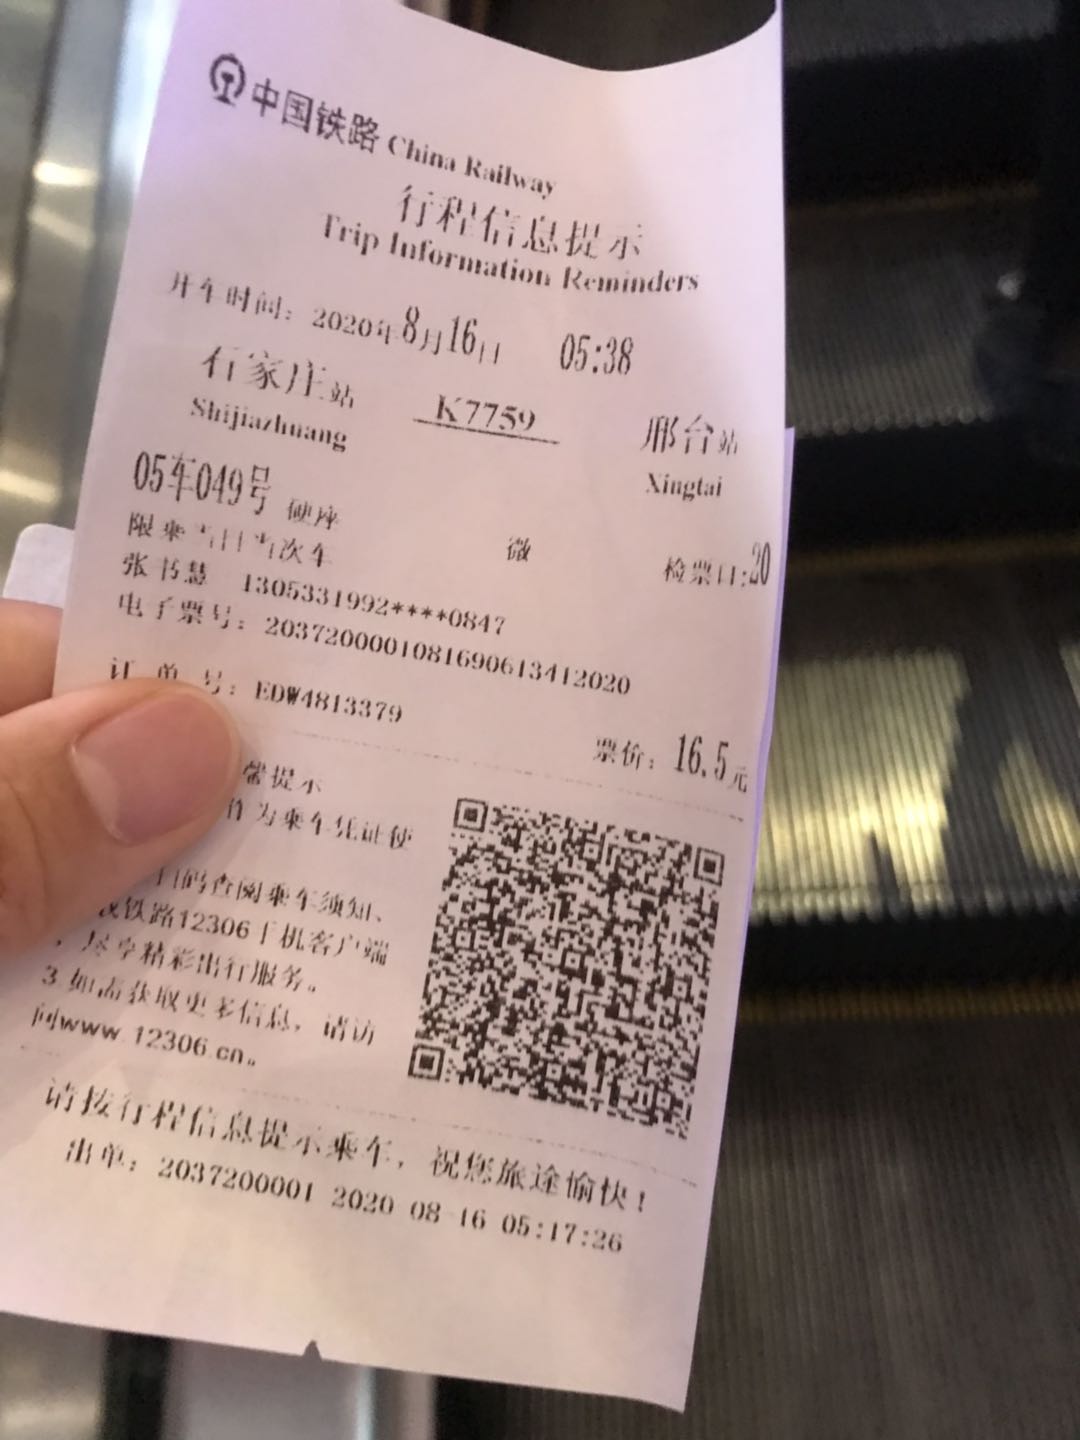 中国铁路 China Railway
行程信息提示
Trip Information Reminders
开车时间：2020年8月16日 05:38
石家庄站 K7759 邢台站
Shijiazhuang Xingtai
05车049号 硬座 微 检票口:20
限乘当日当次车
张书慧 1305331992****0847
电子票号：2037200001081690613412020
订单号：EDW4813379
票价：16.5元
馨提示
作为乘车凭证使
扫码查阅乘车须知、
载铁路12306手机客户端
，尽享精彩出行服务。
3.如需获取更多信息，请访
问www.12306.cn。
请按行程信息提示乘车，祝您旅途愉快！
出单：2037200001 2020-08-16 05:17:26